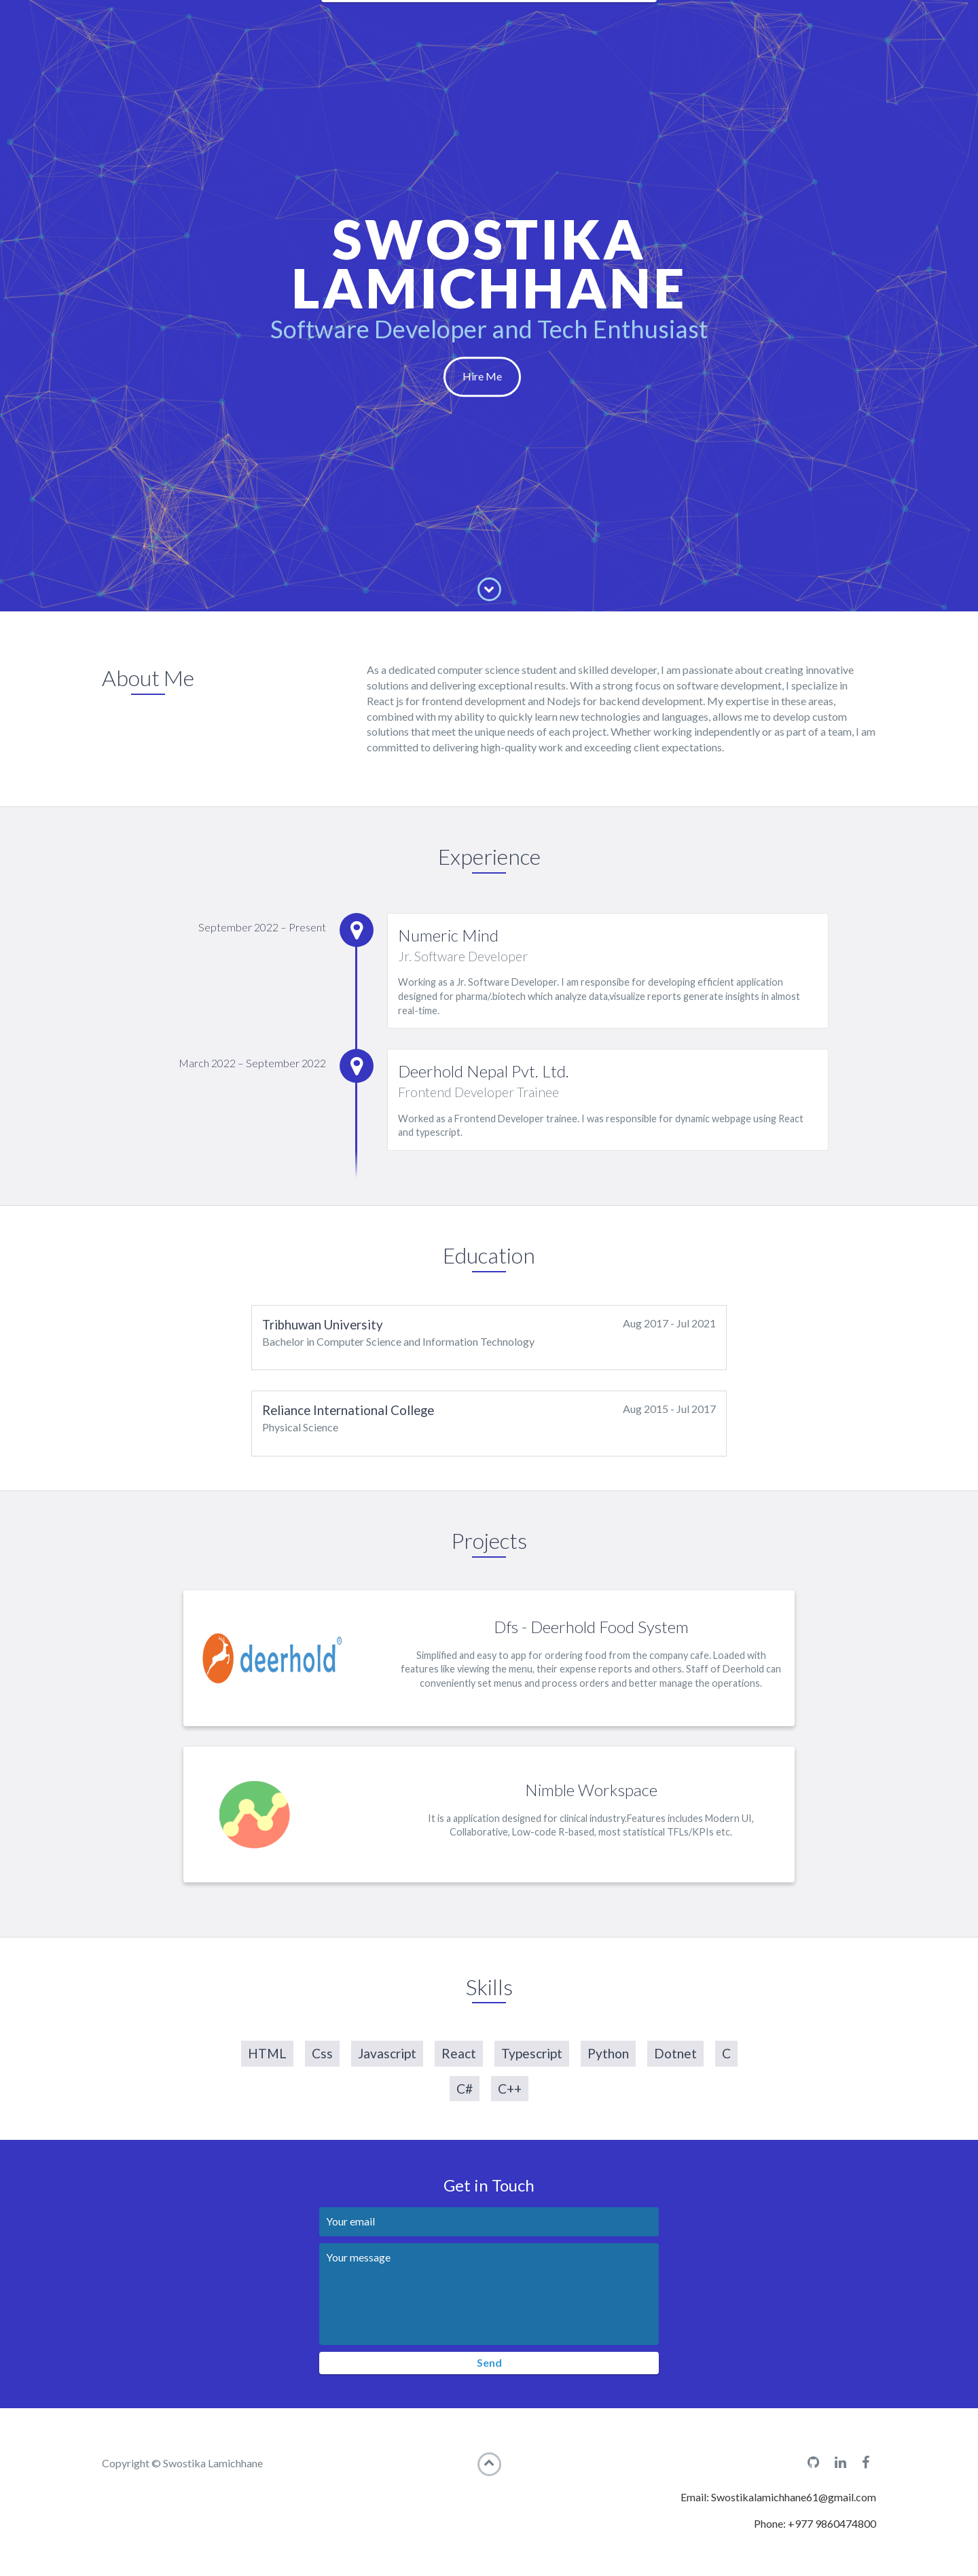 SWOSTIKA
LAMICHHANE
Software Developer and Tech Enthusiast
Hire Me
About Me
As a dedicated computer science student and skilled developer, I am passionate about creating innovative
solutions and delivering exceptional results. With a strong focus on software development, I specialize in
React js for frontend development and Nodejs for backend development. My expertise in these areas,
combined with my ability to quickly learn new technologies and languages, allows me to develop custom
solutions that meet the unique needs of each project. Whether working independently or as part of a team, I am
committed to delivering high-quality work and exceeding client expectations.
Experience
September 2022 – Present
Numeric Mind
Jr. Software Developer
Working as a Jr. Software Developer. I am responsibe for developing efficient application
designed for pharma/.biotech which analyze data,visualize reports generate insights in almost
real-time.
March 2022 – September 2022
Deerhold Nepal Pvt. Ltd.
Frontend Developer Trainee
Worked as a Frontend Developer trainee. I was responsible for dynamic webpage using React
and typescript.
Education
Tribhuwan University
Aug 2017 - Jul 2021
Bachelor in Computer Science and Information Technology
Reliance International College
Aug 2015 - Jul 2017
Physical Science
Projects
deerhold®
Dfs - Deerhold Food System
Simplified and easy to app for ordering food from the company cafe. Loaded with
features like viewing the menu, their expense reports and others. Staff of Deerhold can
conveniently set menus and process orders and better manage the operations.
Nimble Workspace
It is a application designed for clinical industry.Features includes Modern UI,
Collaborative, Low-code R-based, most statistical TFLs/KPIs etc.
Skills
HTML Css Javascript React Typescript Python Dotnet C
C# C++
Get in Touch
Your email
Your message
Send
Copyright © Swostika Lamichhane
Email: Swostikalamichhane61@gmail.com
Phone: +977 9860474800